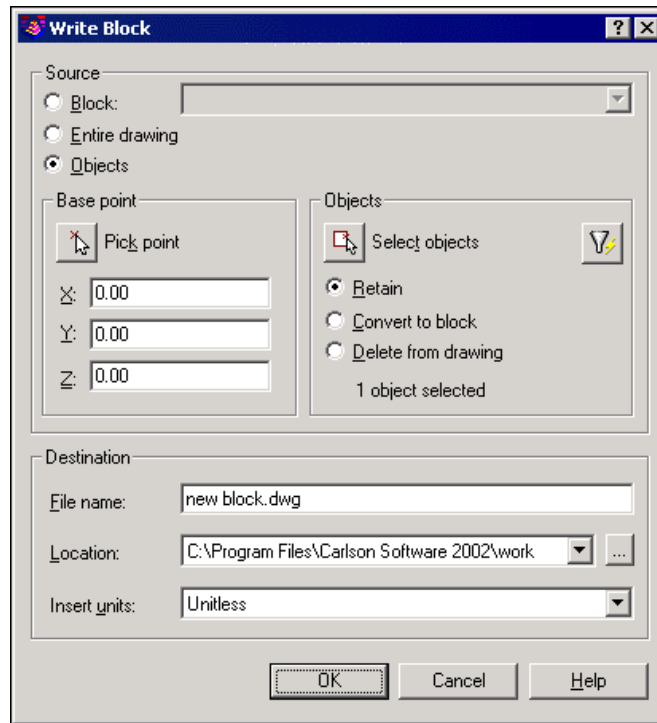 Write Block
Source
Block:
Entire drawing
Objects
Base point
Pick point
X: 0.00
Y: 0.00
Z: 0.00
Objects
Select objects
Retain
Convert to block
Delete from drawing
1 object selected
Destination
File name: new block.dwg
Location: C:\Program Files\Carlson Software 2002\work ...
Insert units: Unitless
OK Cancel Help